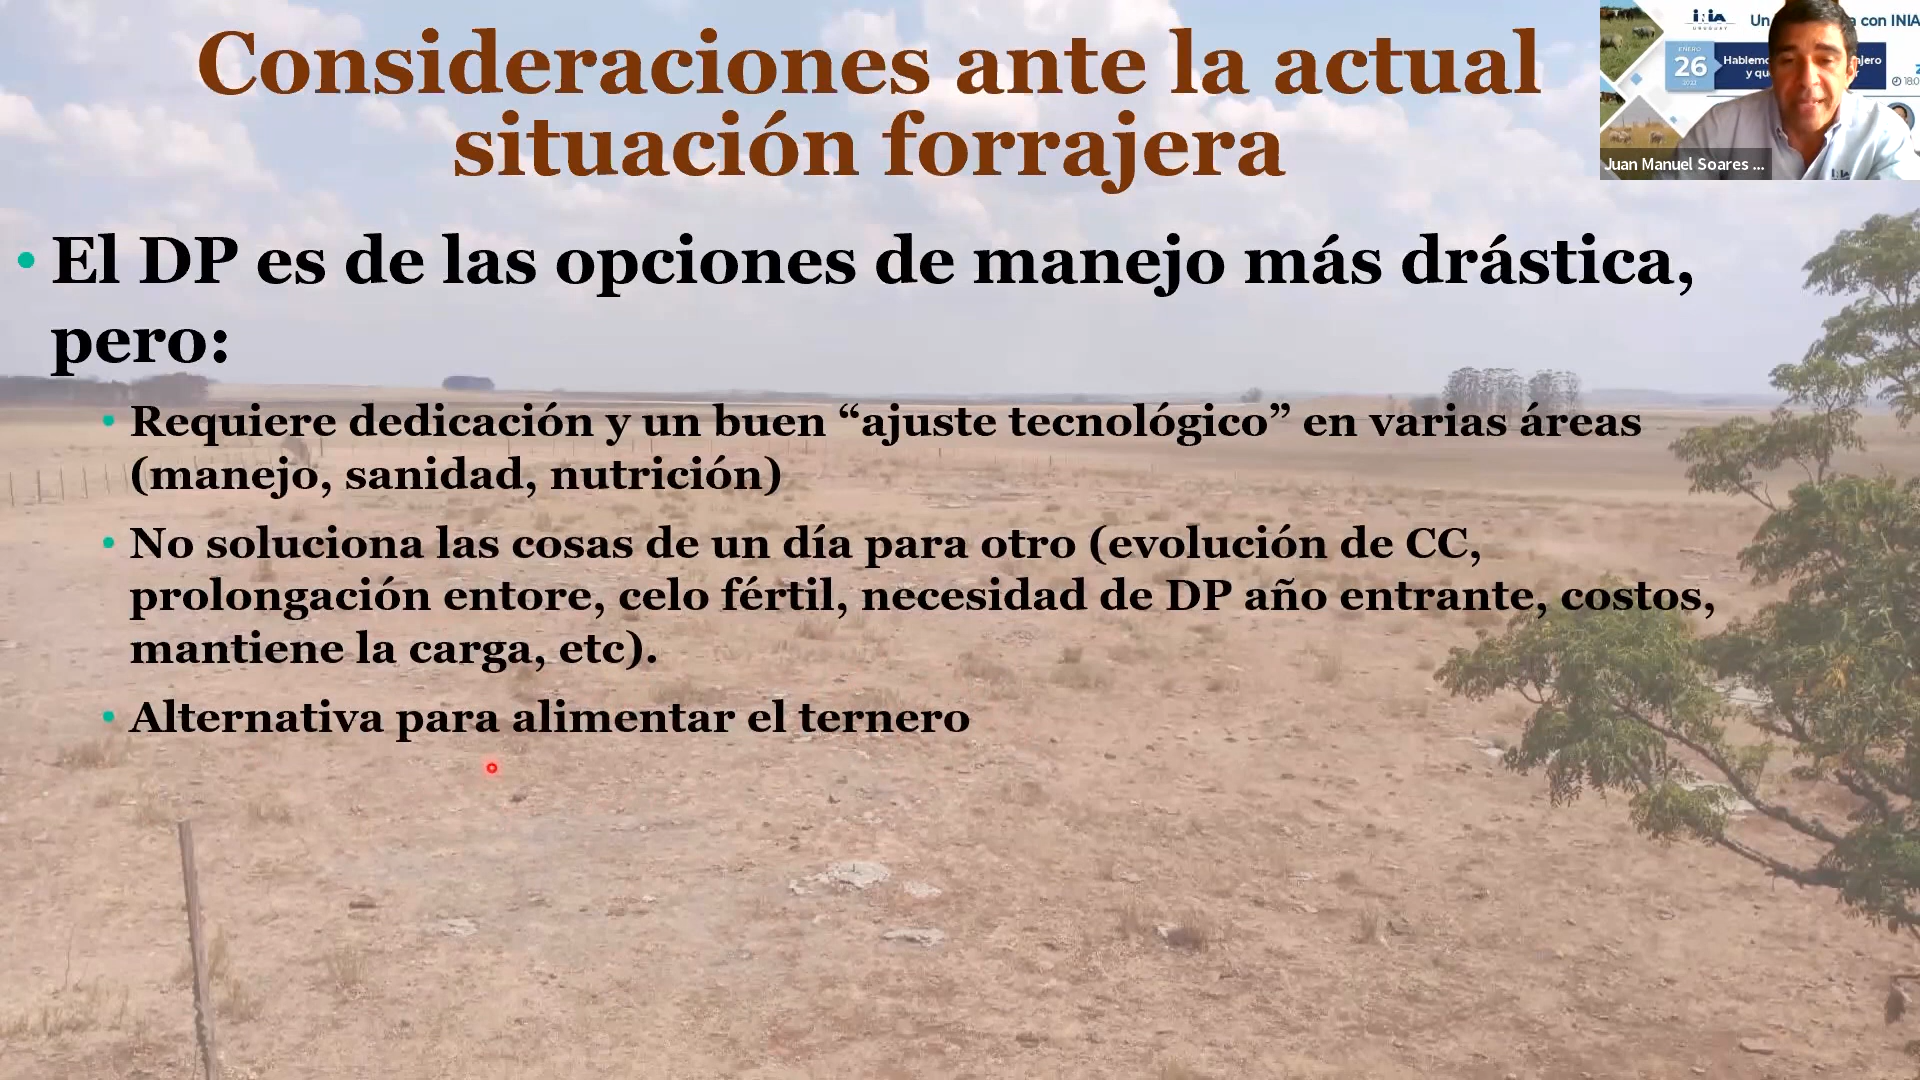 Consideraciones ante la actual
situación forrajera
• El DP es de las opciones de manejo más drástica,
pero:
• Requiere dedicación y un buen “ajuste tecnológico” en varias áreas
(manejo, sanidad, nutrición)
• No soluciona las cosas de un día para otro (evolución de CC,
prolongación entore, celo fértil, necesidad de DP año entrante, costos,
mantiene la carga, etc).
• Alternativa para alimentar el ternero
INIA
URUGUAY
con INIA
ENERO
26
Juan Manuel Soares ...